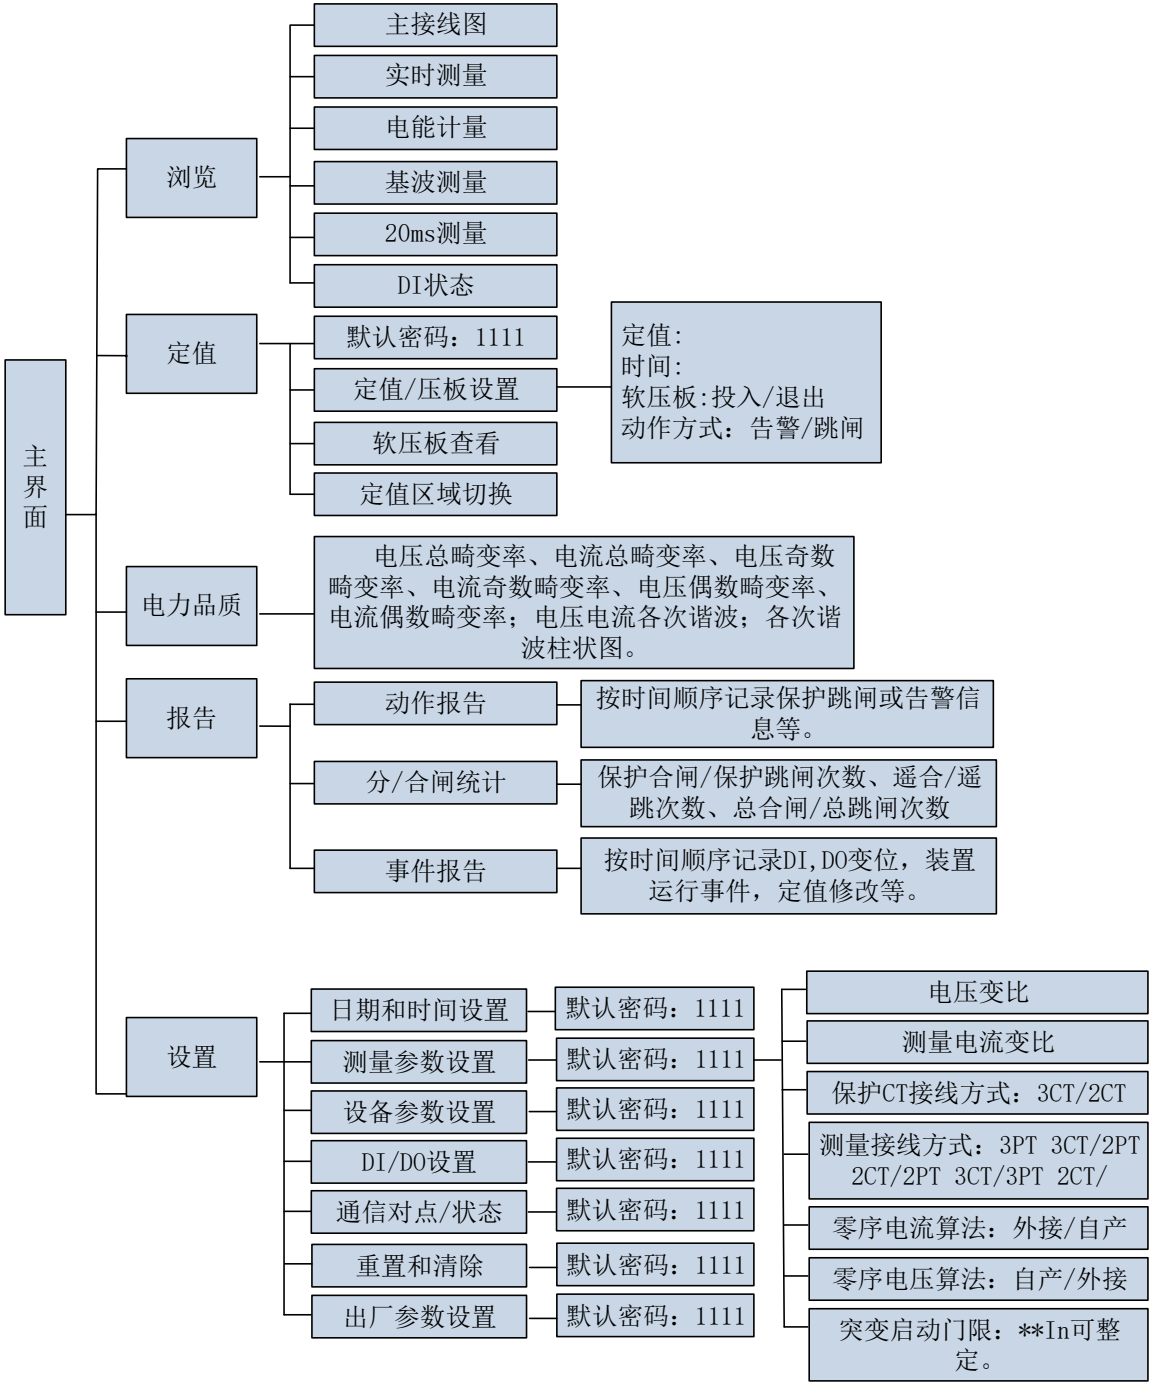 主
界
面
浏览
主接线图
实时测量
电能计量
基波测量
20ms测量
DI状态
定值
默认密码：1111
定值/压板设置
定值:
时间:
软压板:投入/退出
动作方式：告警/跳闸
软压板查看
定值区域切换
电力品质
电压总畸变率、电流总畸变率、电压奇数
畸变率、电流奇数畸变率、电压偶数畸变率、
电流偶数畸变率；电压电流各次谐波；各次谐
波柱状图。
报告
动作报告
按时间顺序记录保护跳闸或告警信
息等。
分/合闸统计
保护合闸/保护跳闸次数、遥合/遥
跳次数、总合闸/总跳闸次数
事件报告
按时间顺序记录DI,DO变位，装置
运行事件，定值修改等。
设置
日期和时间设置
默认密码：1111
测量参数设置
默认密码：1111
电压变比
测量电流变比
保护CT接线方式：3CT/2CT
测量接线方式：3PT 3CT/2PT
2CT/2PT 3CT/3PT 2CT/
零序电流算法：外接/自产
零序电压算法：自产/外接
突变启动门限：**In可整
定。
设备参数设置
默认密码：1111
DI/DO设置
默认密码：1111
通信对点/状态
默认密码：1111
重置和清除
默认密码：1111
出厂参数设置
默认密码：1111